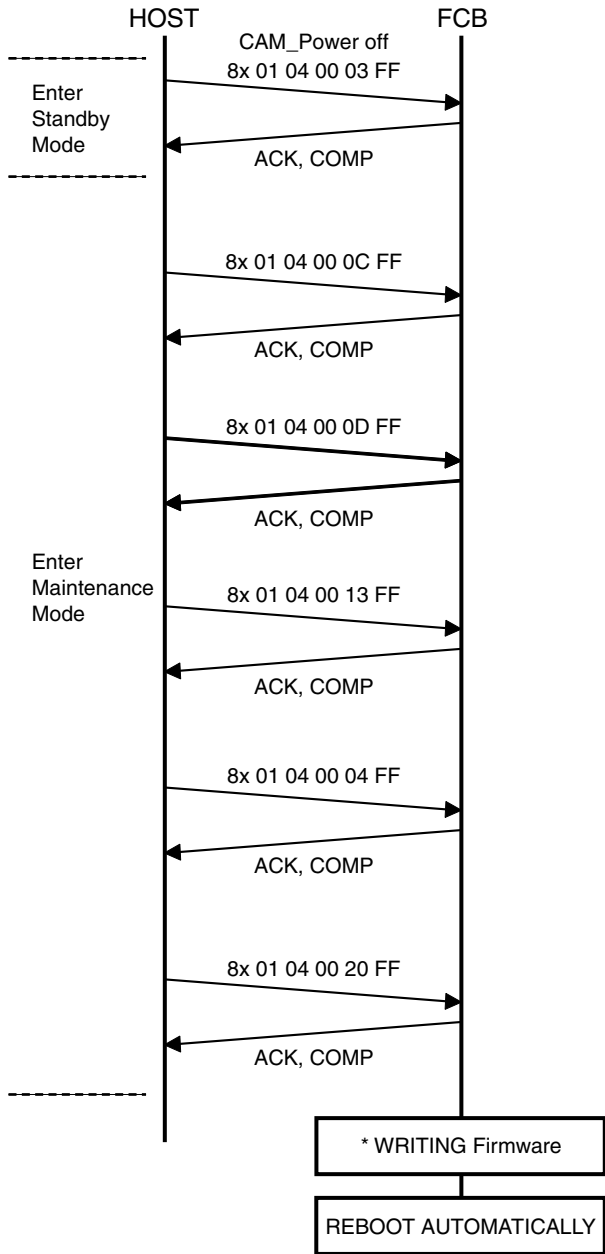 HOST
FCB
CAM_Power off
8x 01 04 00 03 FF
Enter
Standby
Mode
ACK, COMP
8x 01 04 00 0C FF
ACK, COMP
8x 01 04 00 0D FF
ACK, COMP
Enter
Maintenance
Mode
8x 01 04 00 13 FF
ACK, COMP
8x 01 04 00 04 FF
ACK, COMP
8x 01 04 00 20 FF
ACK, COMP
* WRITING Firmware
REBOOT AUTOMATICALLY